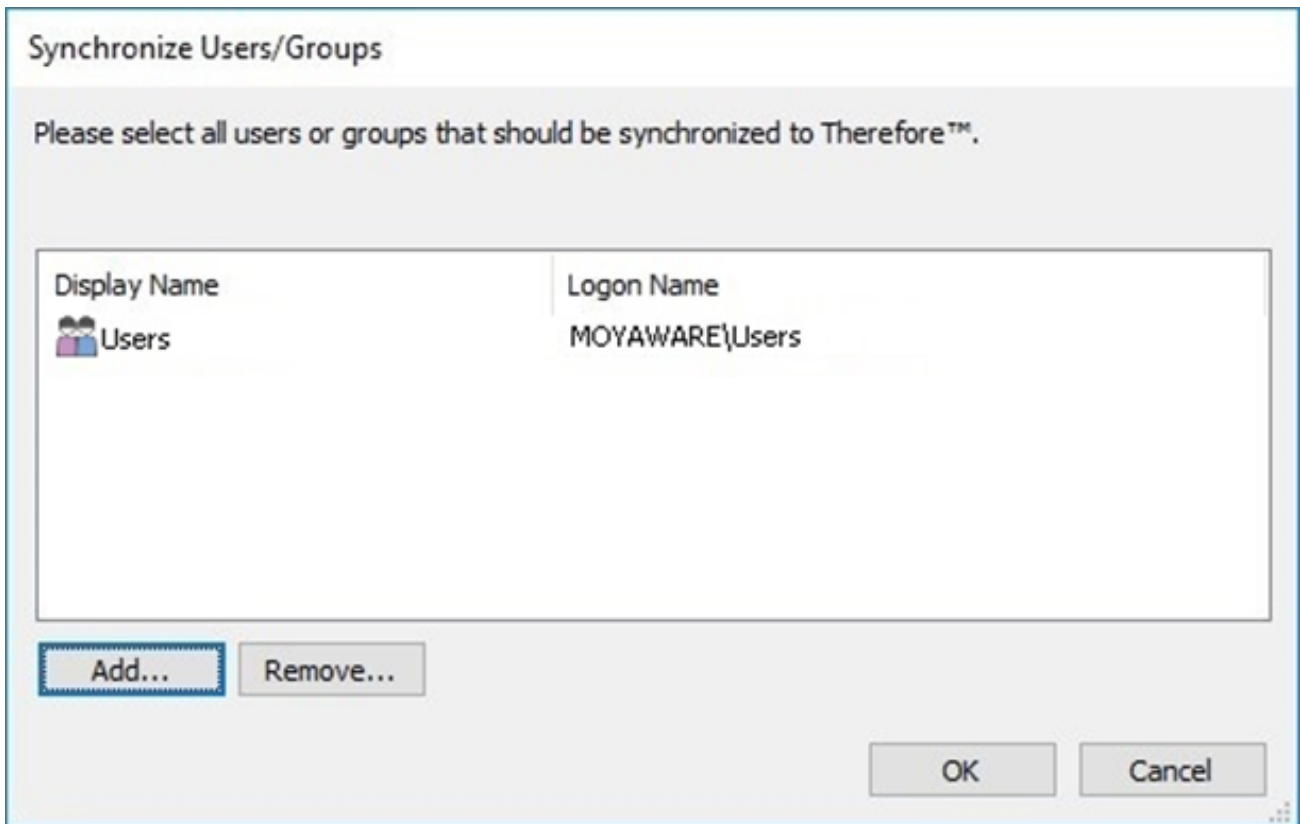 Synchronize Users/Groups
Please select all users or groups that should be synchronized to Therefore™.
Display Name Logon Name
Users MOYAWARE\Users
Add... Remove...
OK Cancel